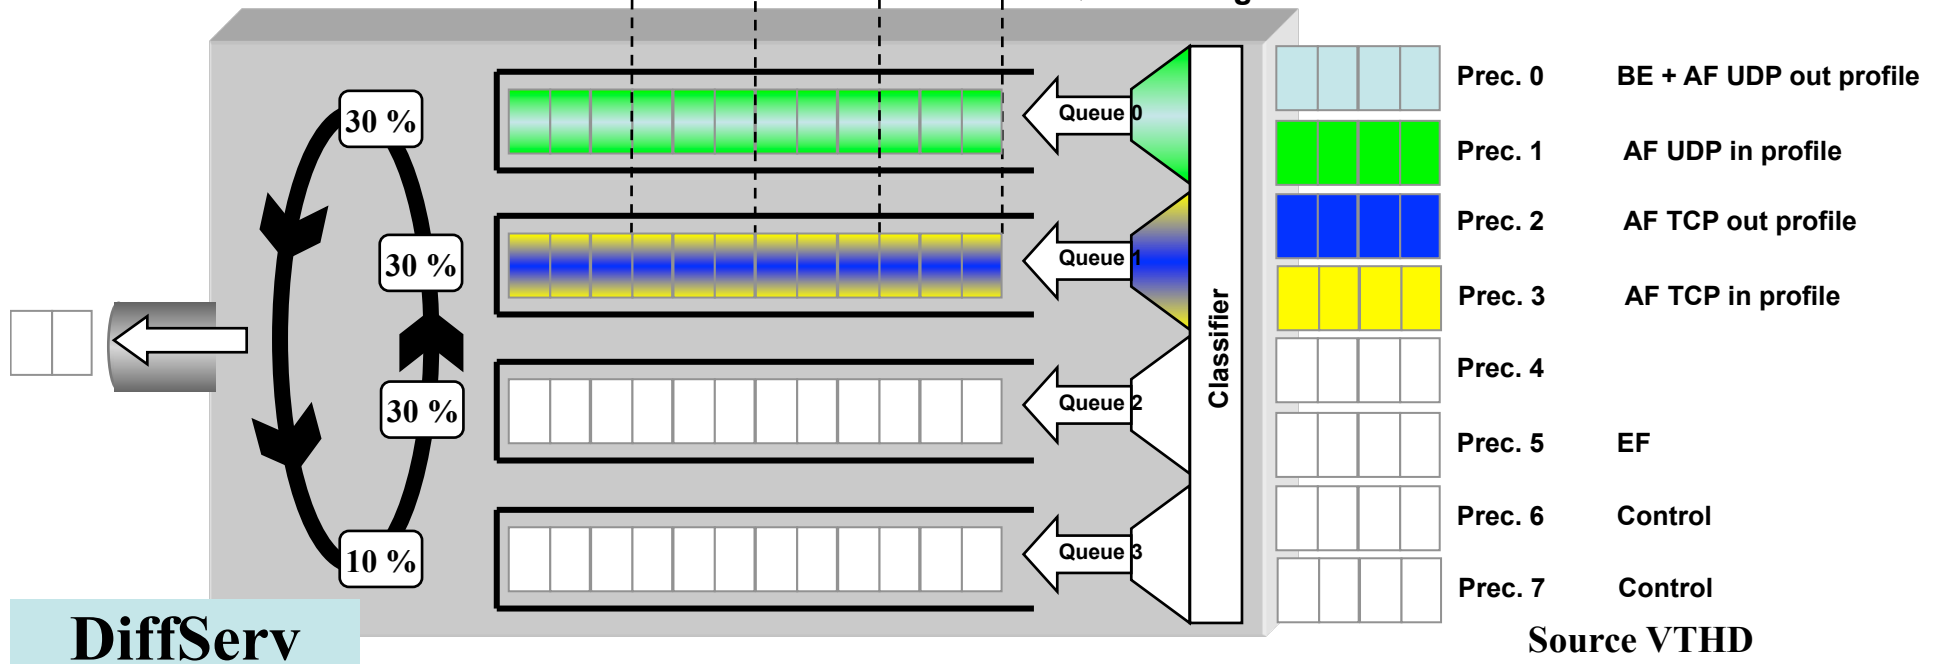 30 %
30 %
30 %
10 %
Queue 0
Queue 1
Queue 2
Queue 3
Classifier
Prec. 0 BE + AF UDP out profile
Prec. 1 AF UDP in profile
Prec. 2 AF TCP out profile
Prec. 3 AF TCP in profile
Prec. 4
Prec. 5 EF
Prec. 6 Control
Prec. 7 Control
DiffServ
Source VTHD